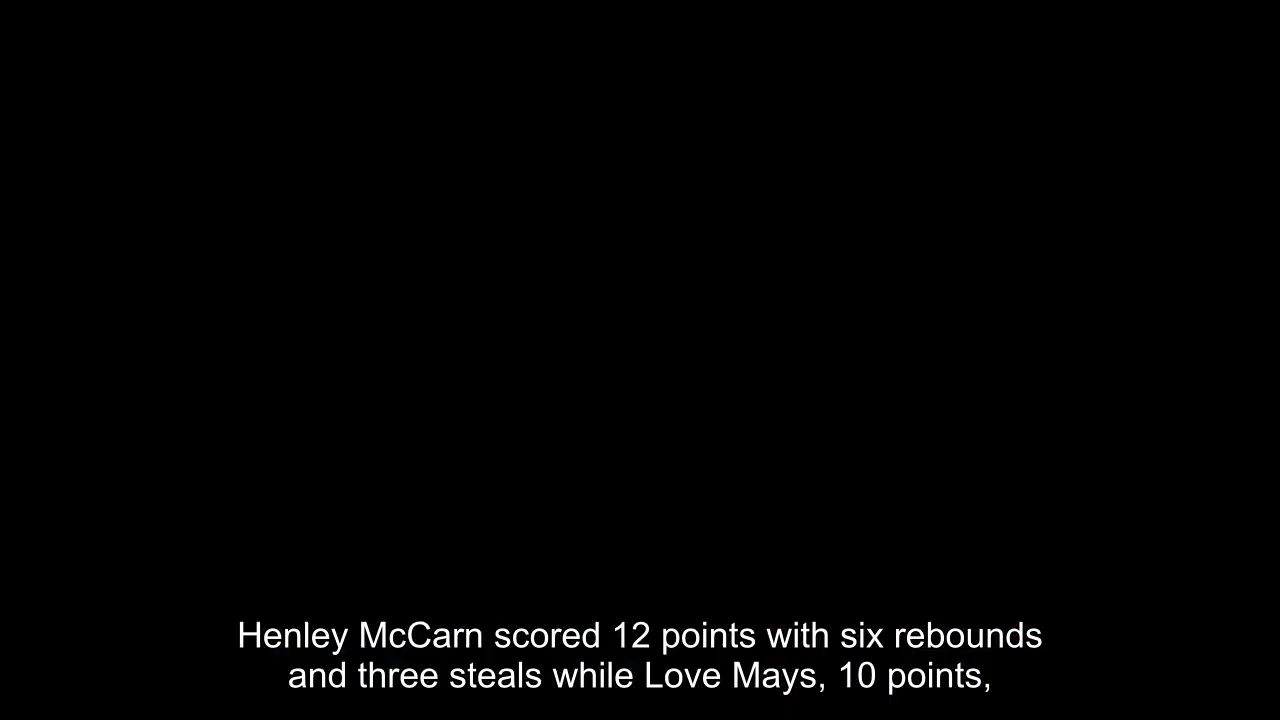 Henley McCarn scored 12 points with six rebounds
and three steals while Love Mays, 10 points,